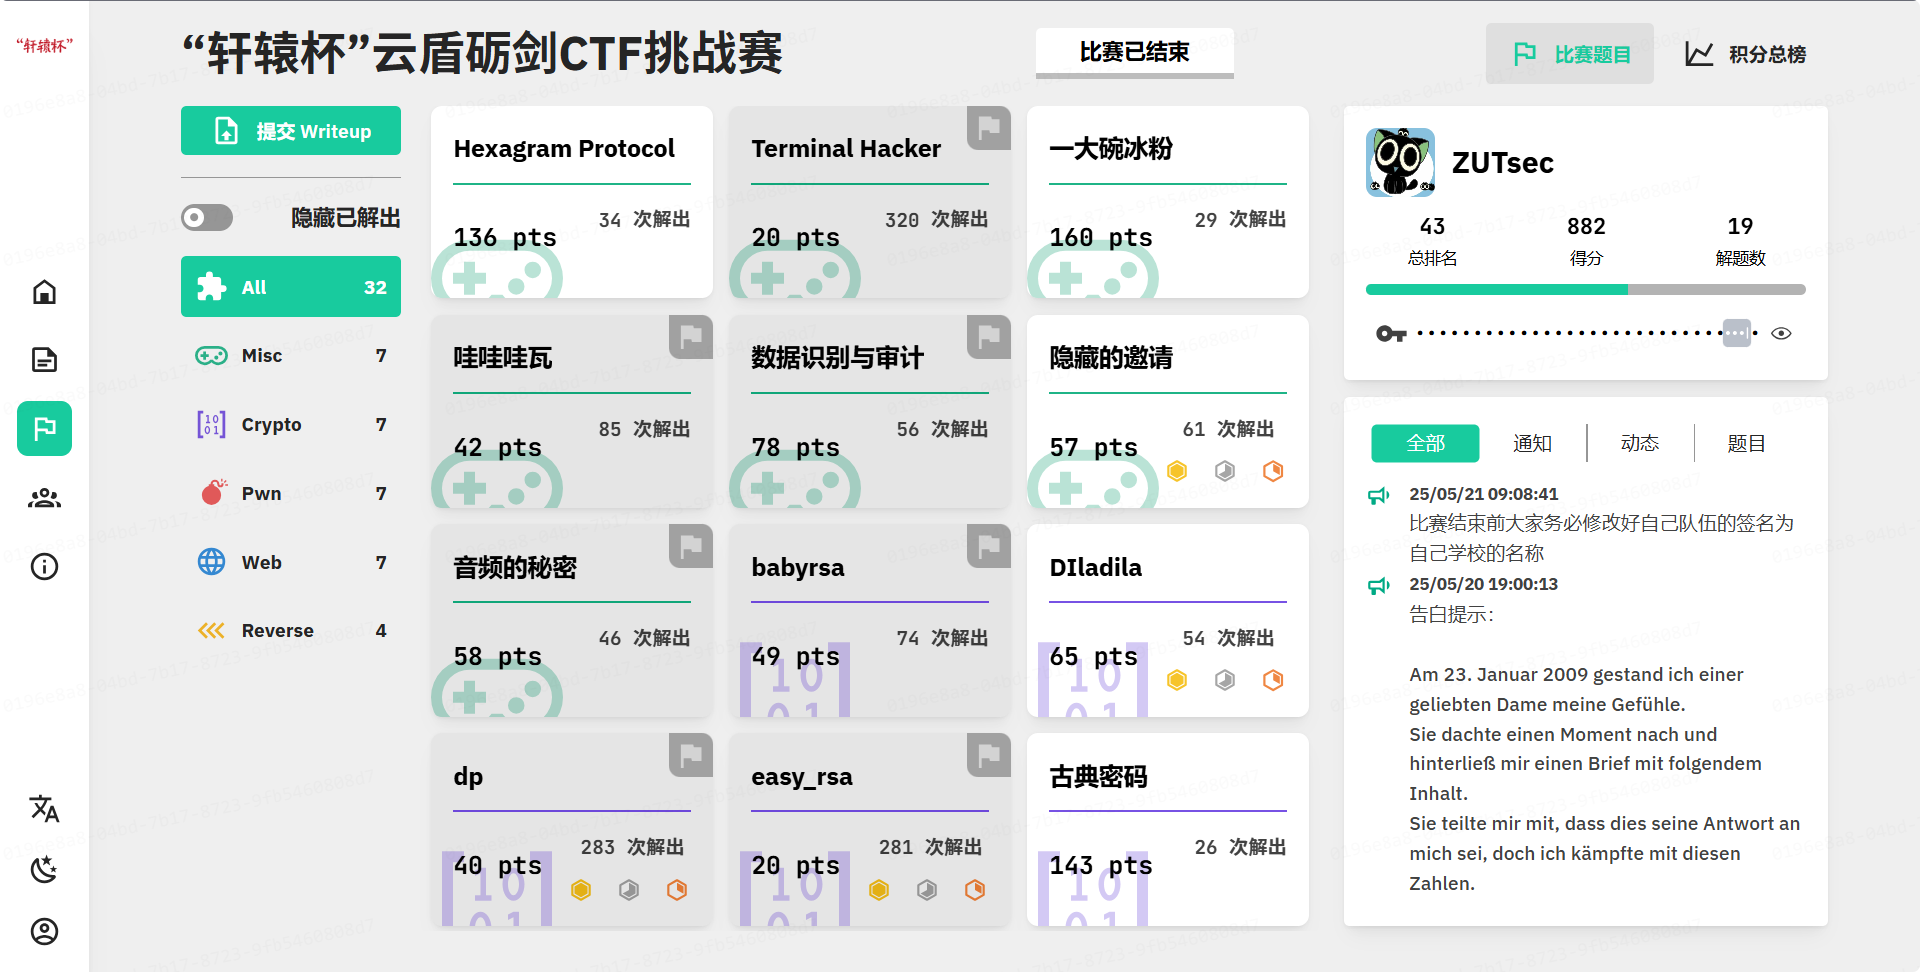 “轩辕杯”
“轩辕杯”云盾砺剑CTF挑战赛
比赛已结束
比赛题目
积分总榜
提交 Writeup
隐藏已解出
All 32
Misc 7
Crypto 7
Pwn 7
Web 7
Reverse 4
Hexagram Protocol
34 次解出
136 pts
Terminal Hacker
320 次解出
20 pts
一大碗冰粉
29 次解出
160 pts
哇哇哇瓦
85 次解出
42 pts
数据识别与审计
56 次解出
78 pts
隐藏的邀请
61 次解出
57 pts
音频的秘密
46 次解出
58 pts
babyrsa
74 次解出
49 pts
DIladila
54 次解出
65 pts
dp
283 次解出
40 pts
easy_rsa
281 次解出
20 pts
古典密码
26 次解出
143 pts
ZUTsec
43 882 19
总排名 得分 解题数
全部 通知 动态 题目
25/05/21 09:08:41
比赛结束前大家务必修改好自己队伍的签名为
自己学校的名称
25/05/20 19:00:13
告白提示：
Am 23. Januar 2009 gestand ich einer
geliebten Dame meine Gefühle.
Sie dachte einen Moment nach und
hinterließ mir einen Brief mit folgendem
Inhalt.
Sie teilte mir mit, dass dies seine Antwort an
mich sei, doch ich kämpfte mit diesen
Zahlen.